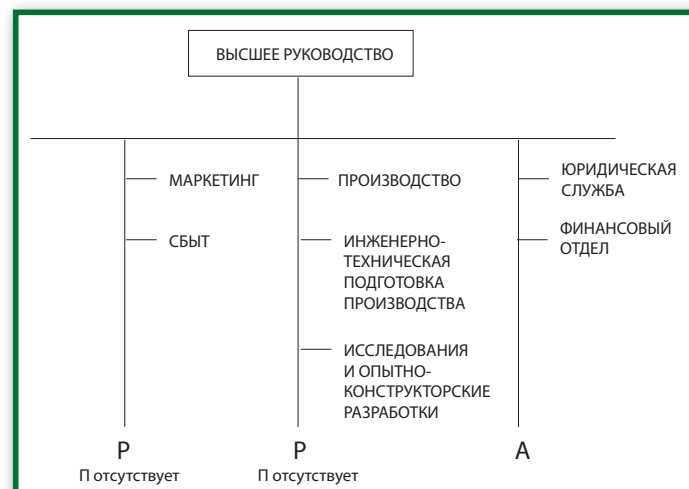 ВЫСШЕЕ РУКОВОДСТВО
МАРКЕТИНГ
СБЫТ
Р
П отсутствует
ПРОИЗВОДСТВО
ИНЖЕНЕРНО-
ТЕХНИЧЕСКАЯ
ПОДГОТОВКА
ПРОИЗВОДСТВА
ИССЛЕДОВАНИЯ
И ОПЫТНО-
КОНСТРУКТОРСКИЕ
РАЗРАБОТКИ
Р
П отсутствует
ЮРИДИЧЕСКАЯ
СЛУЖБА
ФИНАНСОВЫЙ
ОТДЕЛ
А